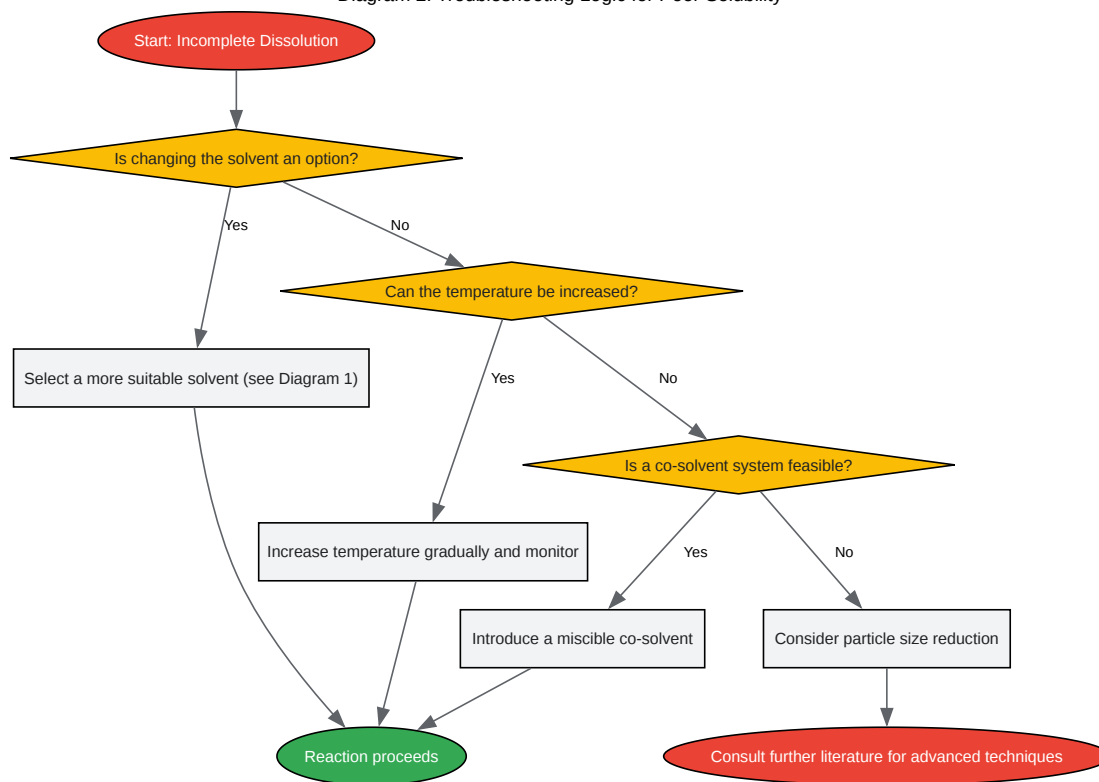 Start: Incomplete Dissolution
Is changing the solvent an option?
Yes
No
Can the temperature be increased?
Select a more suitable solvent (see Diagram 1)
Yes
No
Is a co-solvent system feasible?
Increase temperature gradually and monitor
Yes
No
Introduce a miscible co-solvent
Consider particle size reduction
Reaction proceeds
Consult further literature for advanced techniques